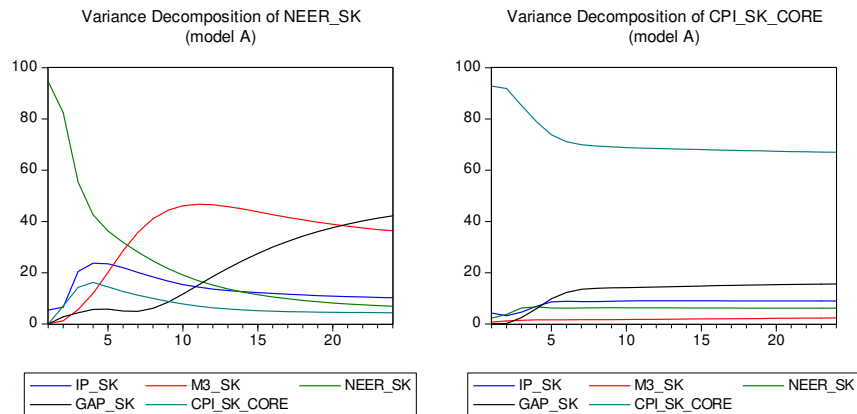 Variance Decomposition of NEER_SK
(model A)
100
80
60
40
20
0
5 10 15 20
IP_SK M3_SK NEER_SK
GAP_SK CPI_SK_CORE
Variance Decomposition of CPI_SK_CORE
(model A)
100
80
60
40
20
0
5 10 15 20
IP_SK M3_SK NEER_SK
GAP_SK CPI_SK_CORE